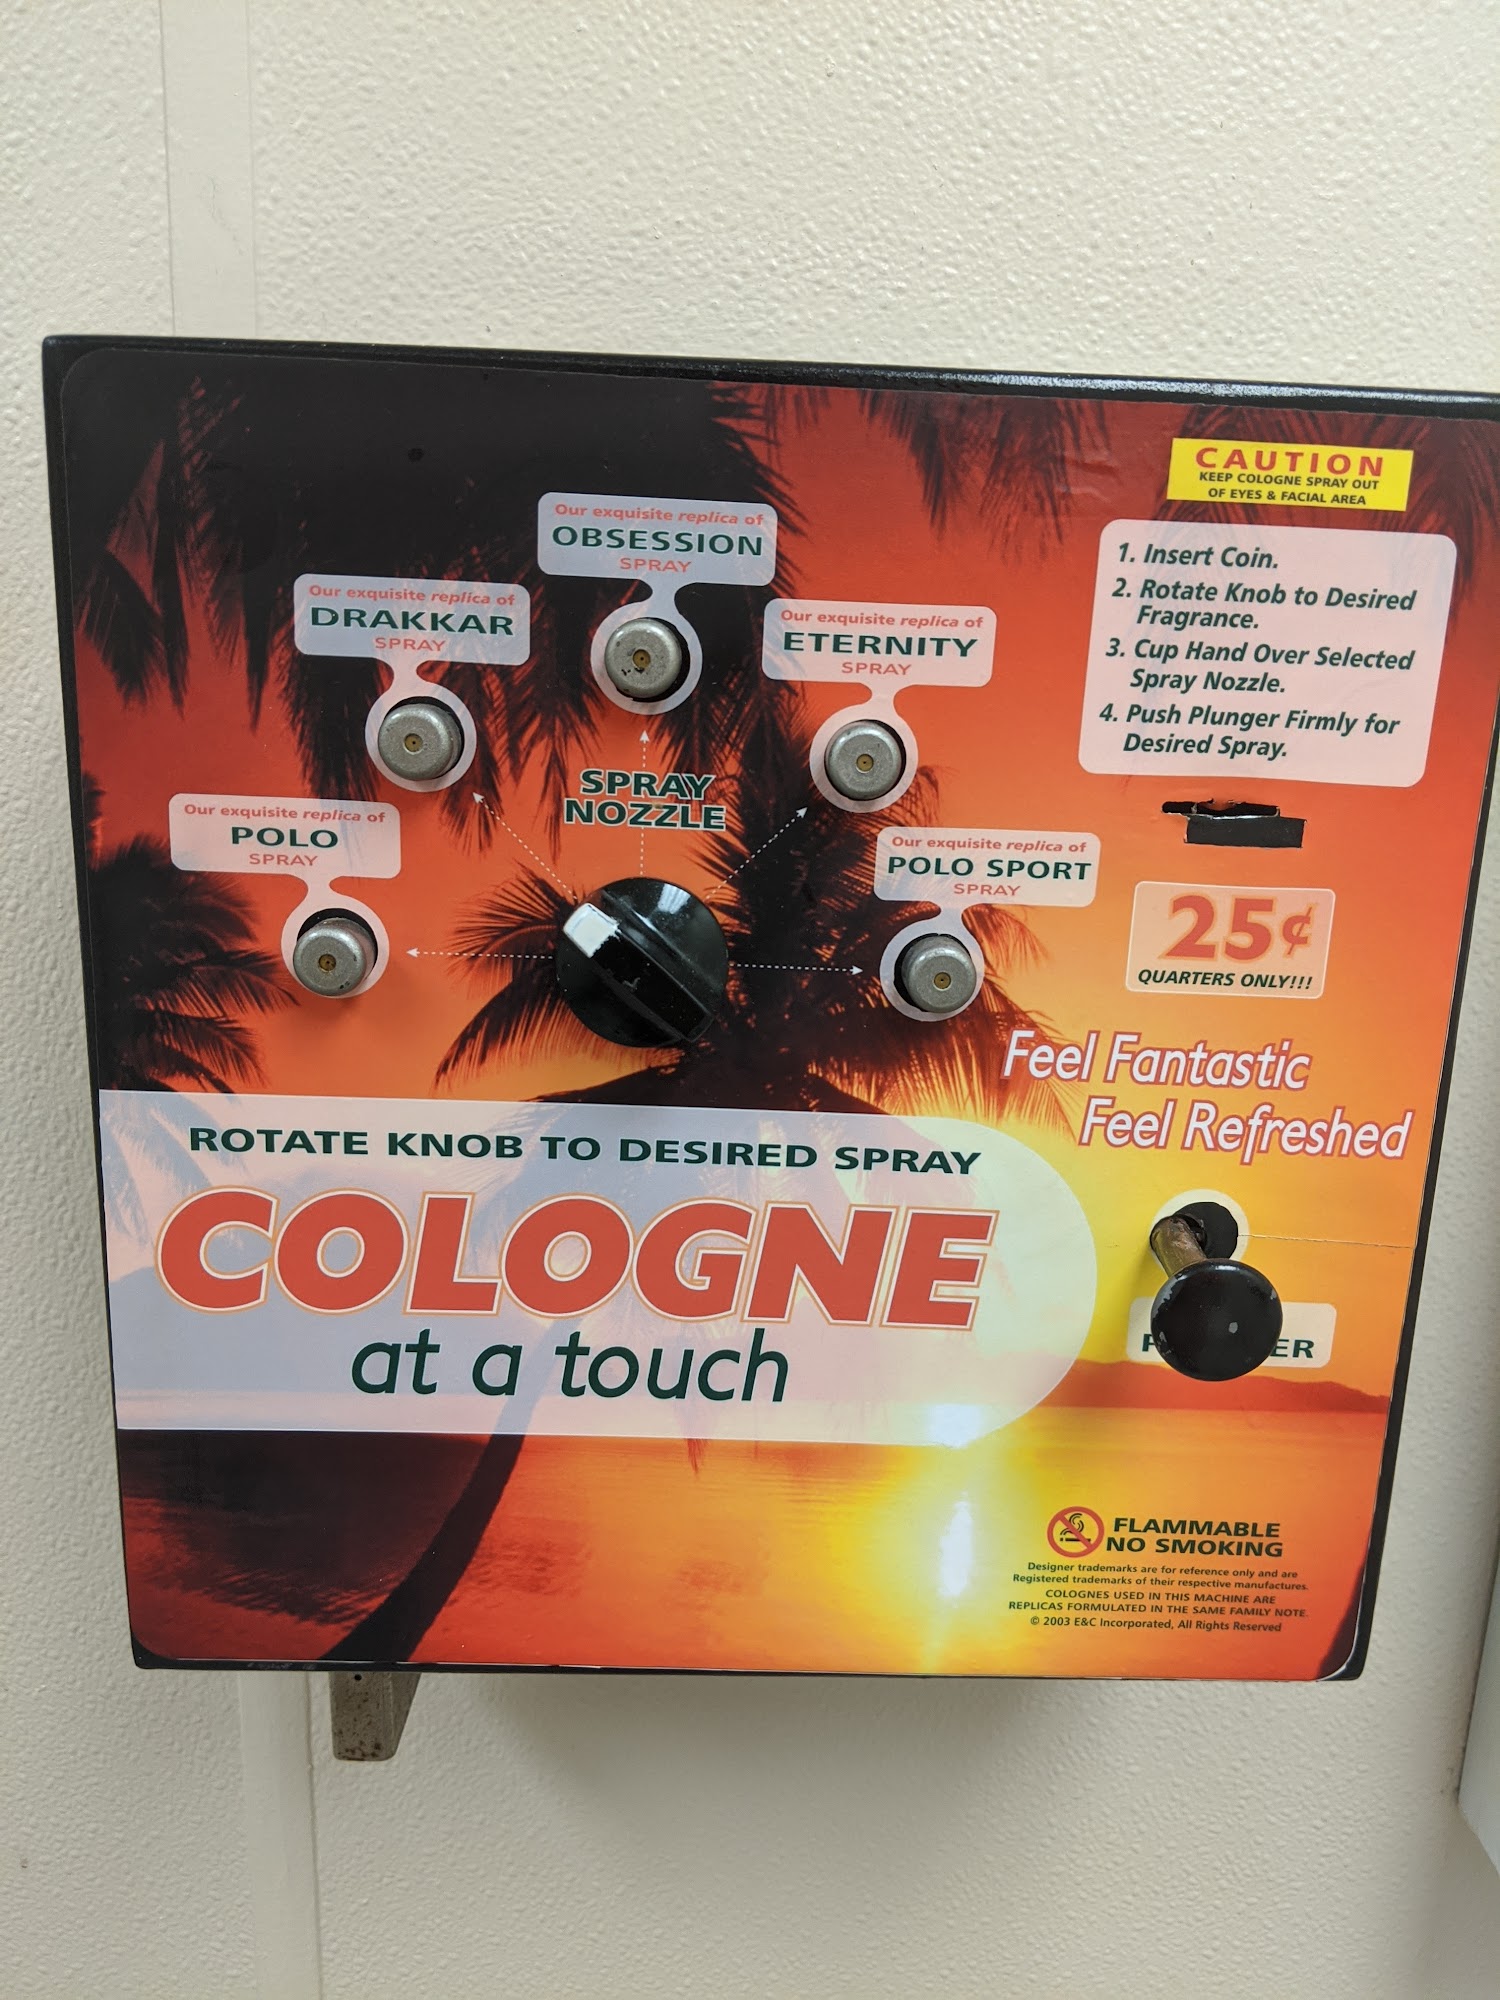 CAUTION
KEEP COLOGNE SPRAY OUT
OF EYES & FACIAL AREA
Our exquisite replica of
OBSESSION
SPRAY
Our exquisite replica of
DRAKKAR
SPRAY
Our exquisite replica of
ETERNITY
SPRAY
Our exquisite replica of
POLO
SPRAY
Our exquisite replica of
POLO SPORT
SPRAY
SPRAY
NOZZLE
1. Insert Coin.
2. Rotate Knob to Desired
Fragrance.
3. Cup Hand Over Selected
Spray Nozzle.
4. Push Plunger Firmly for
Desired Spray.
25¢
QUARTERS ONLY!!!
Feel Fantastic
Feel Refreshed
ROTATE KNOB TO DESIRED SPRAY
COLOGNE
at a touch
FLAMMABLE
NO SMOKING
Designer trademarks are for reference only and are
Registered trademarks of their respective manufactures.
COLOGNES USED IN THIS MACHINE ARE
REPLICAS FORMULATED IN THE SAME FAMILY NOTE.
© 2003 E&C Incorporated, All Rights Reserved